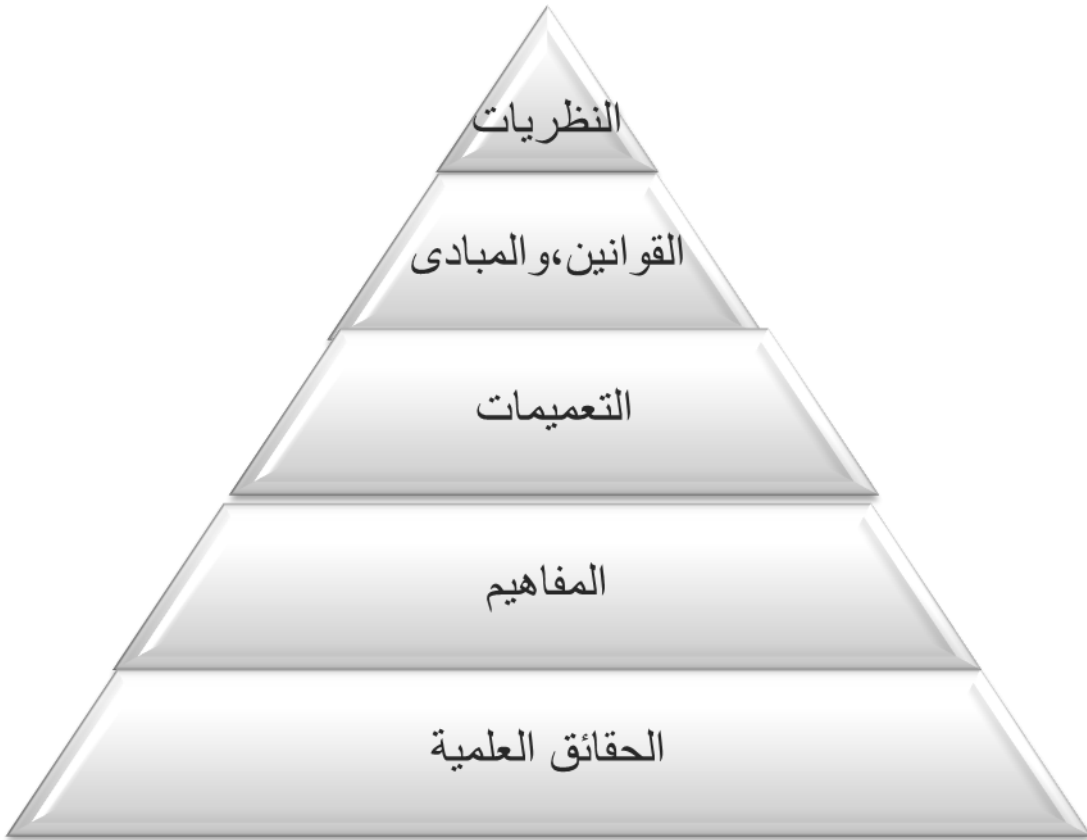 النظريات
القوانين،والمبادى
التعميمات
المفاهيم
الحقائق العلمية